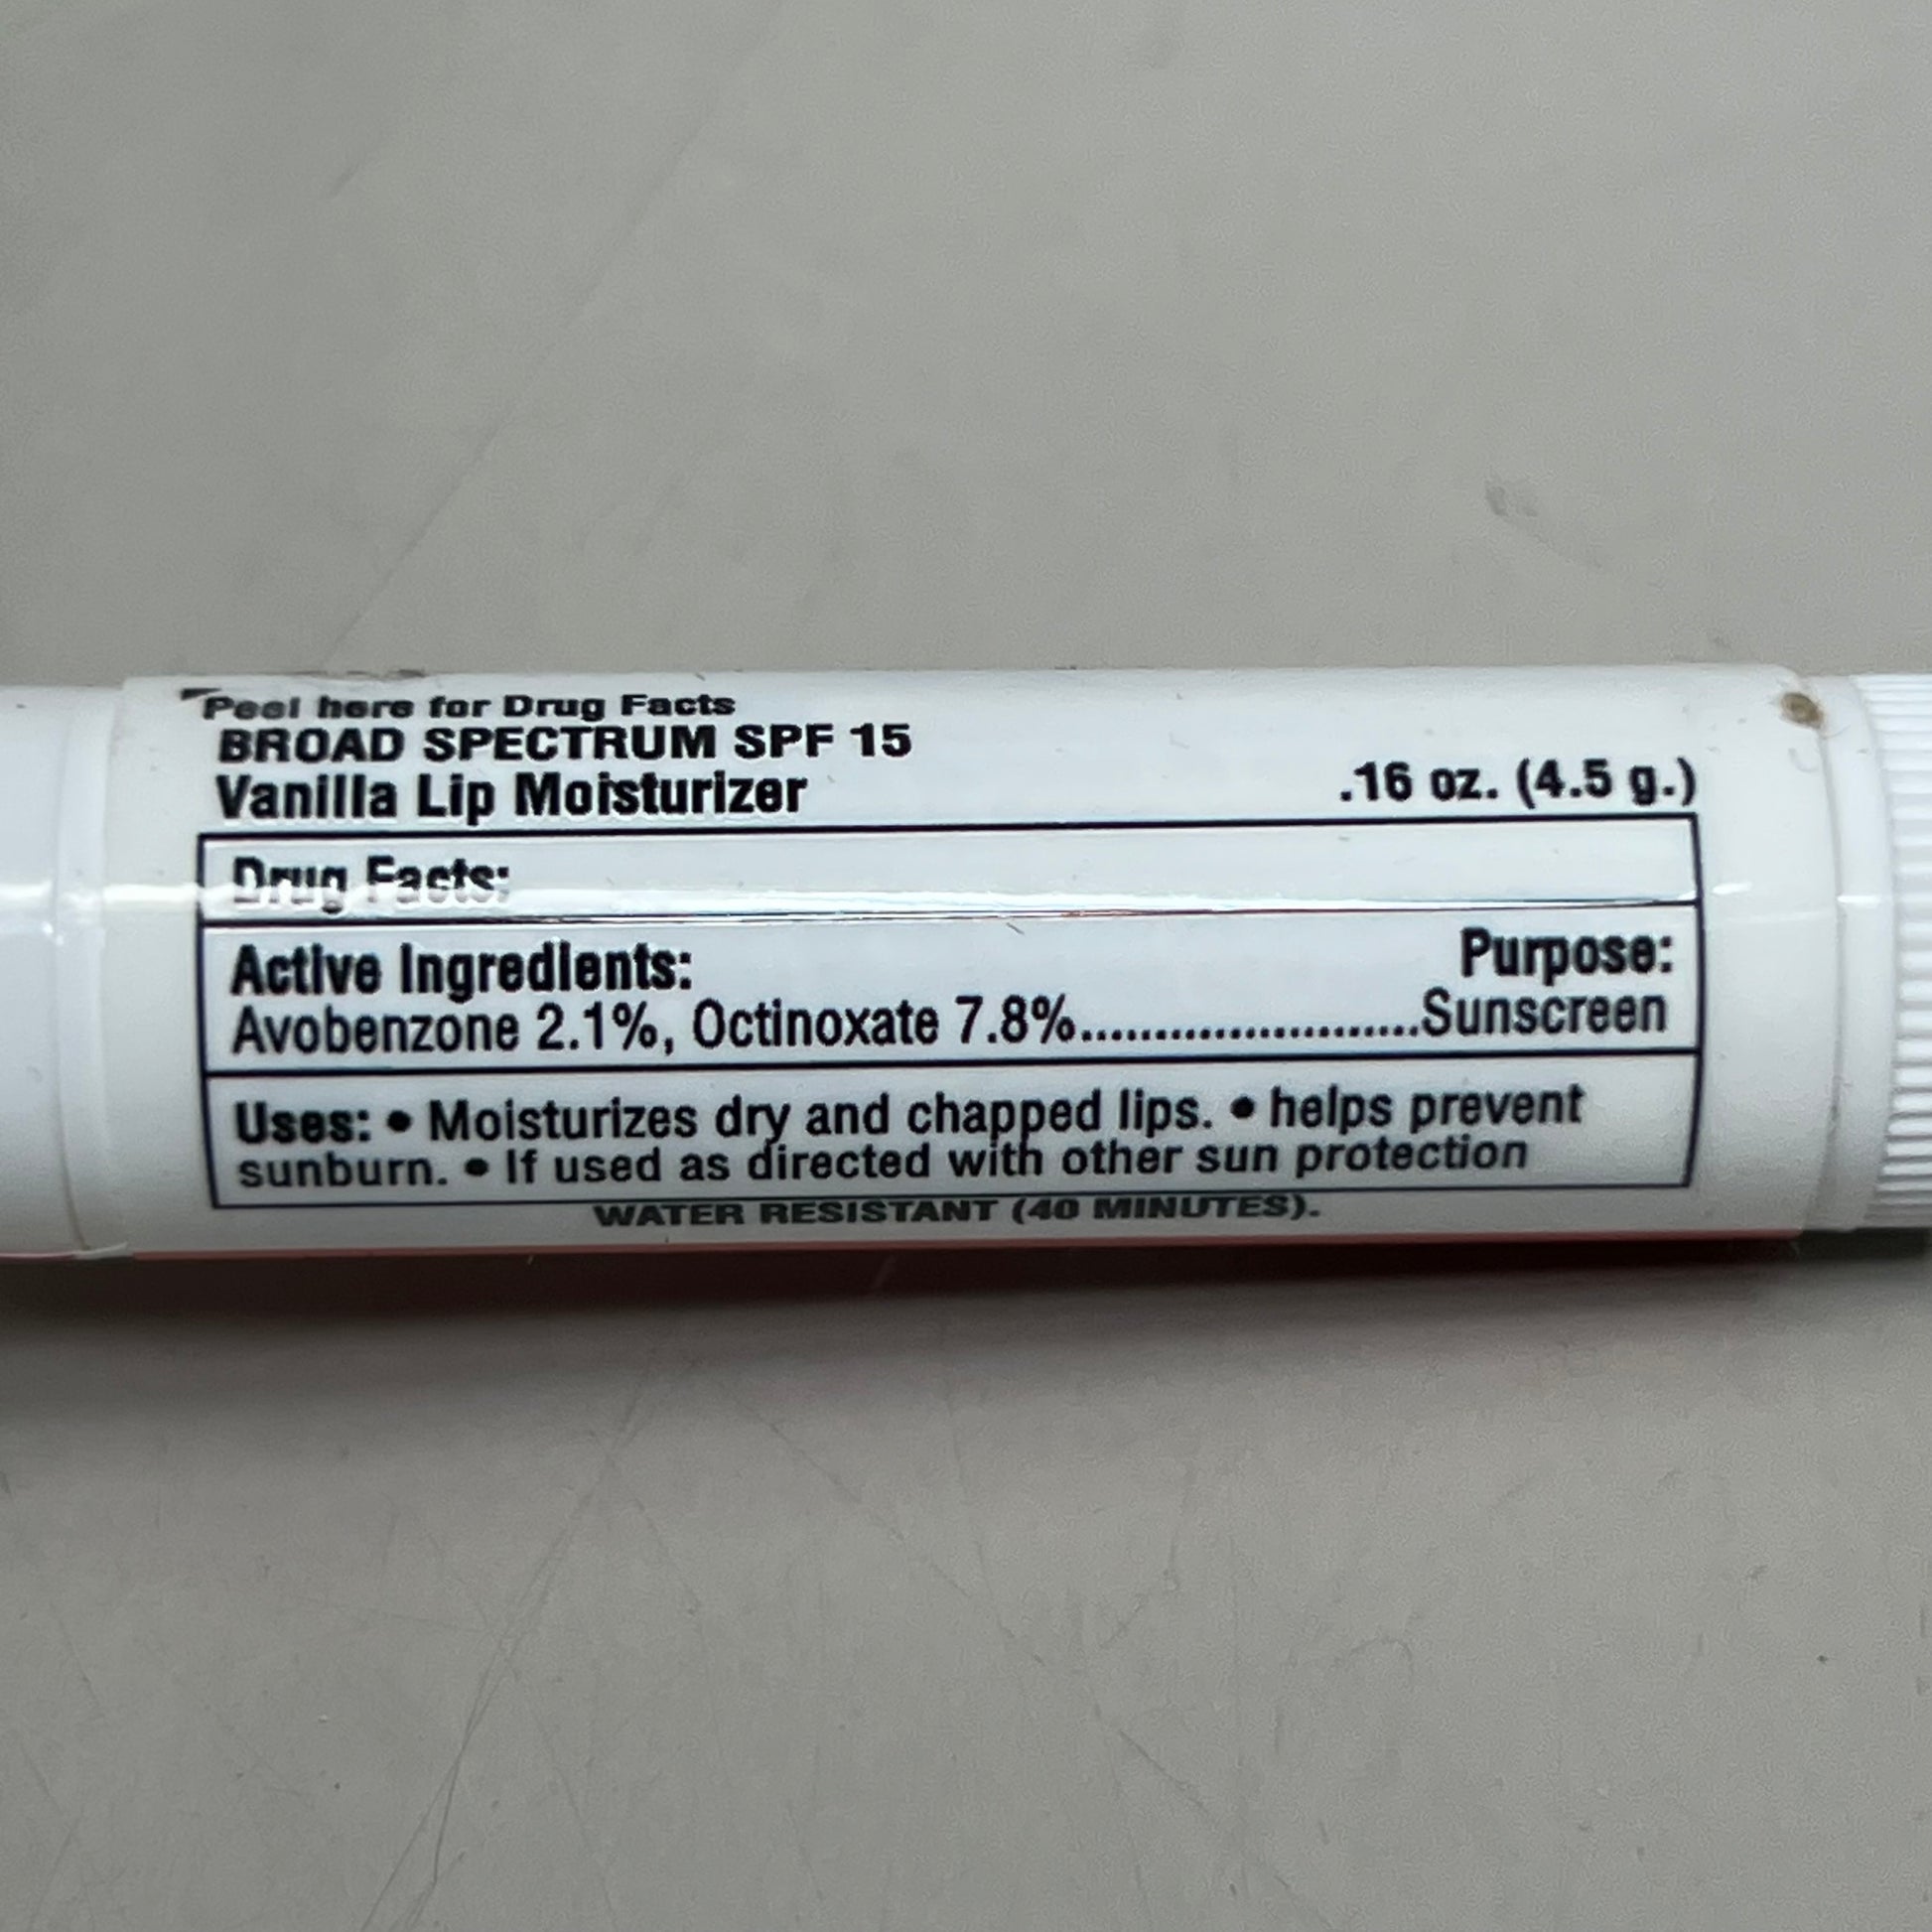 Peel here for Drug Facts
BROAD SPECTRUM SPF 15
Vanilla Lip Moisturizer .16 oz. (4.5 g.)
Drug Facts:
Active Ingredients: Purpose:
Avobenzone 2.1%, Octinoxate 7.8%.......................Sunscreen
Uses: • Moisturizes dry and chapped lips. • helps prevent
sunburn. • If used as directed with other sun protection
WATER RESISTANT (40 MINUTES).